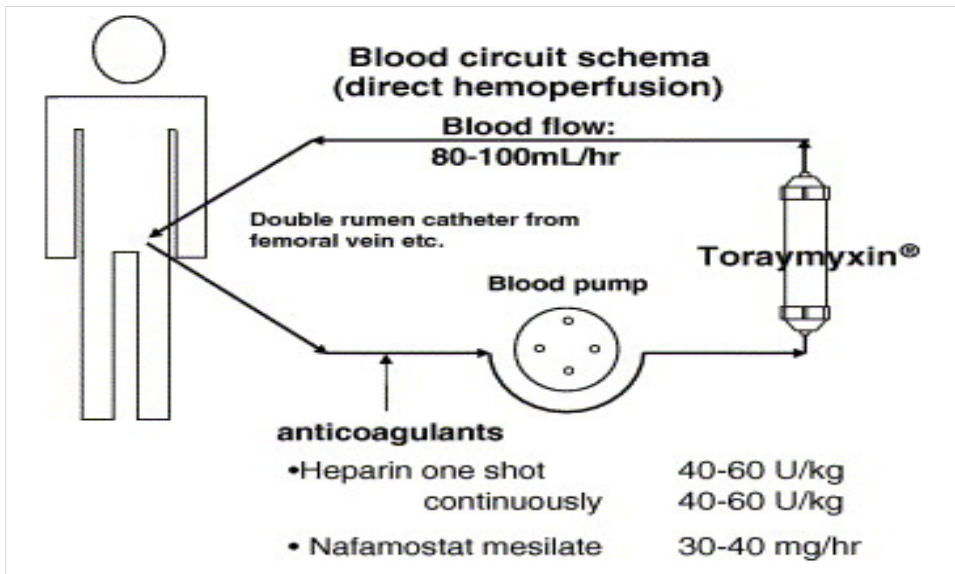 Blood circuit schema
(direct hemoperfusion)
Blood flow:
80-100mL/hr
Double rumen catheter from
femoral vein etc.
Toraymyxin®
Blood pump
anticoagulants
•Heparin one shot 40-60 U/kg
continuously 40-60 U/kg
• Nafamostat mesilate 30-40 mg/hr